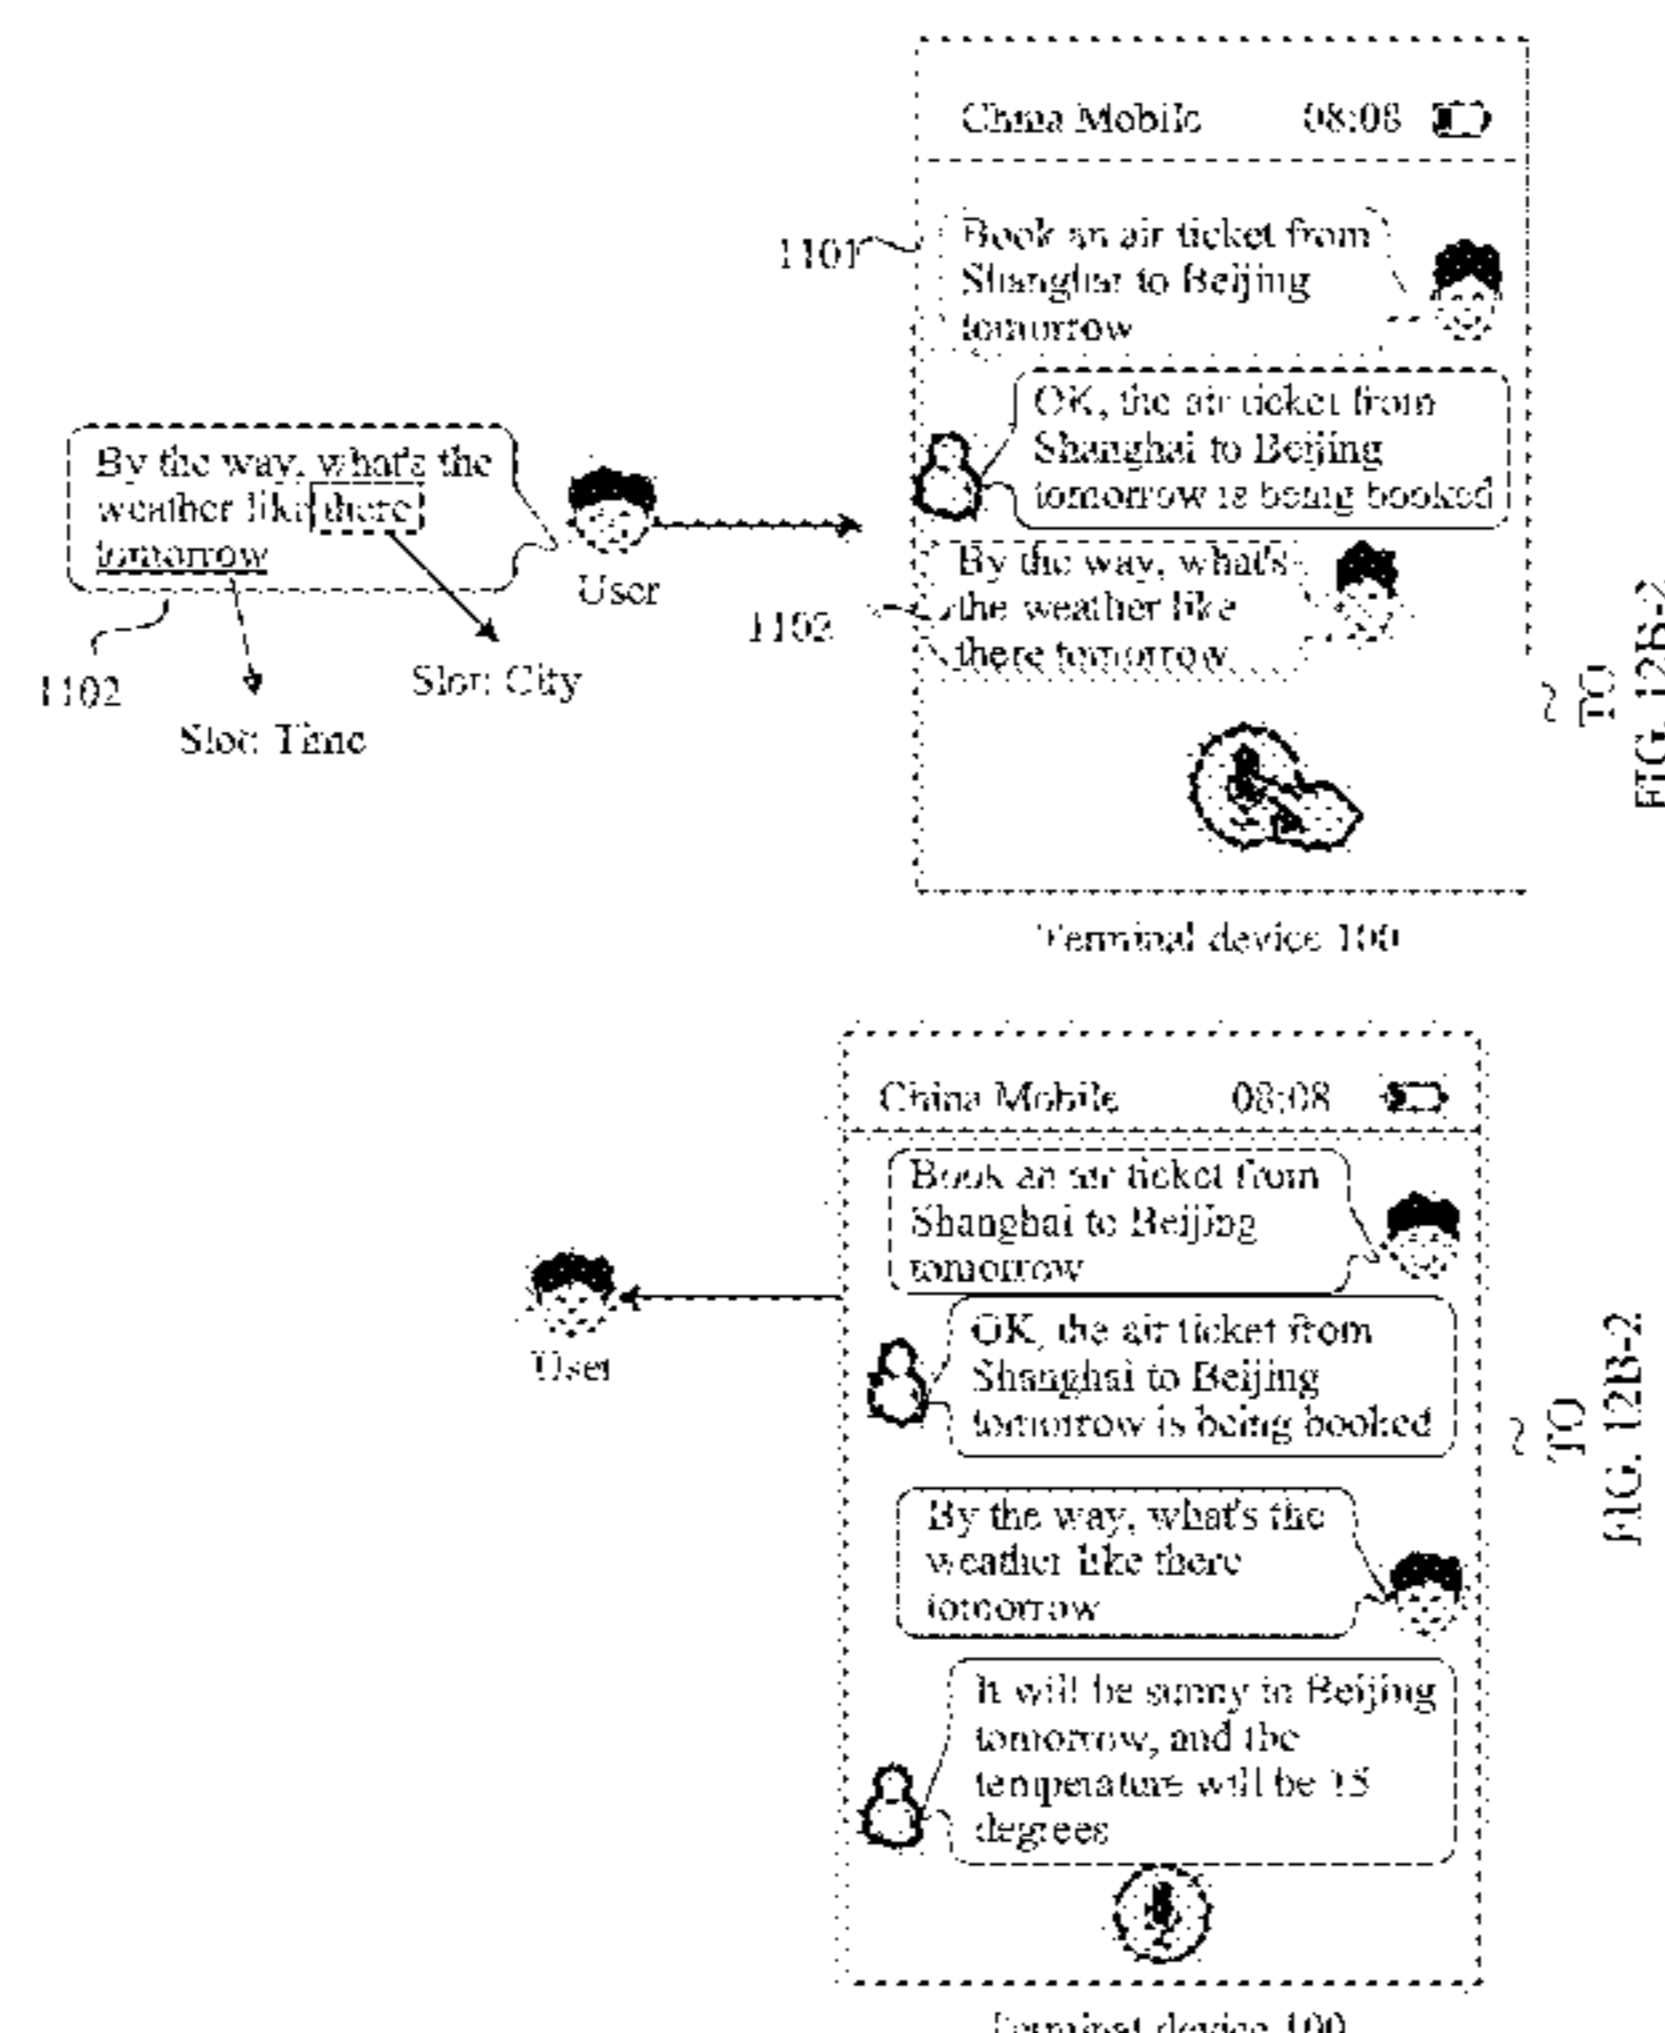 China Mobile 08:08
1101
Book an air ticket from
Shanghai to Beijing
tomorrow
OK, the air ticket from
Shanghai to Beijing
tomorrow is being booked
By the way, what's the
weather like there
tomorrow
User
1102
Slot: City
Slot: Time
1102
By the way, what's
the weather like
there tomorrow
TO
FIG. 12B-2
Terminal device 100
China Mobile 08:08
Book an air ticket from
Shanghai to Beijing
tomorrow
User
OK, the air ticket from
Shanghai to Beijing
tomorrow is being booked
TO
FIG. 12B-2
By the way, what's the
weather like there
tomorrow
It will be sunny in Beijing
tomorrow, and the
temperature will be 15
degrees
Terminal device 100